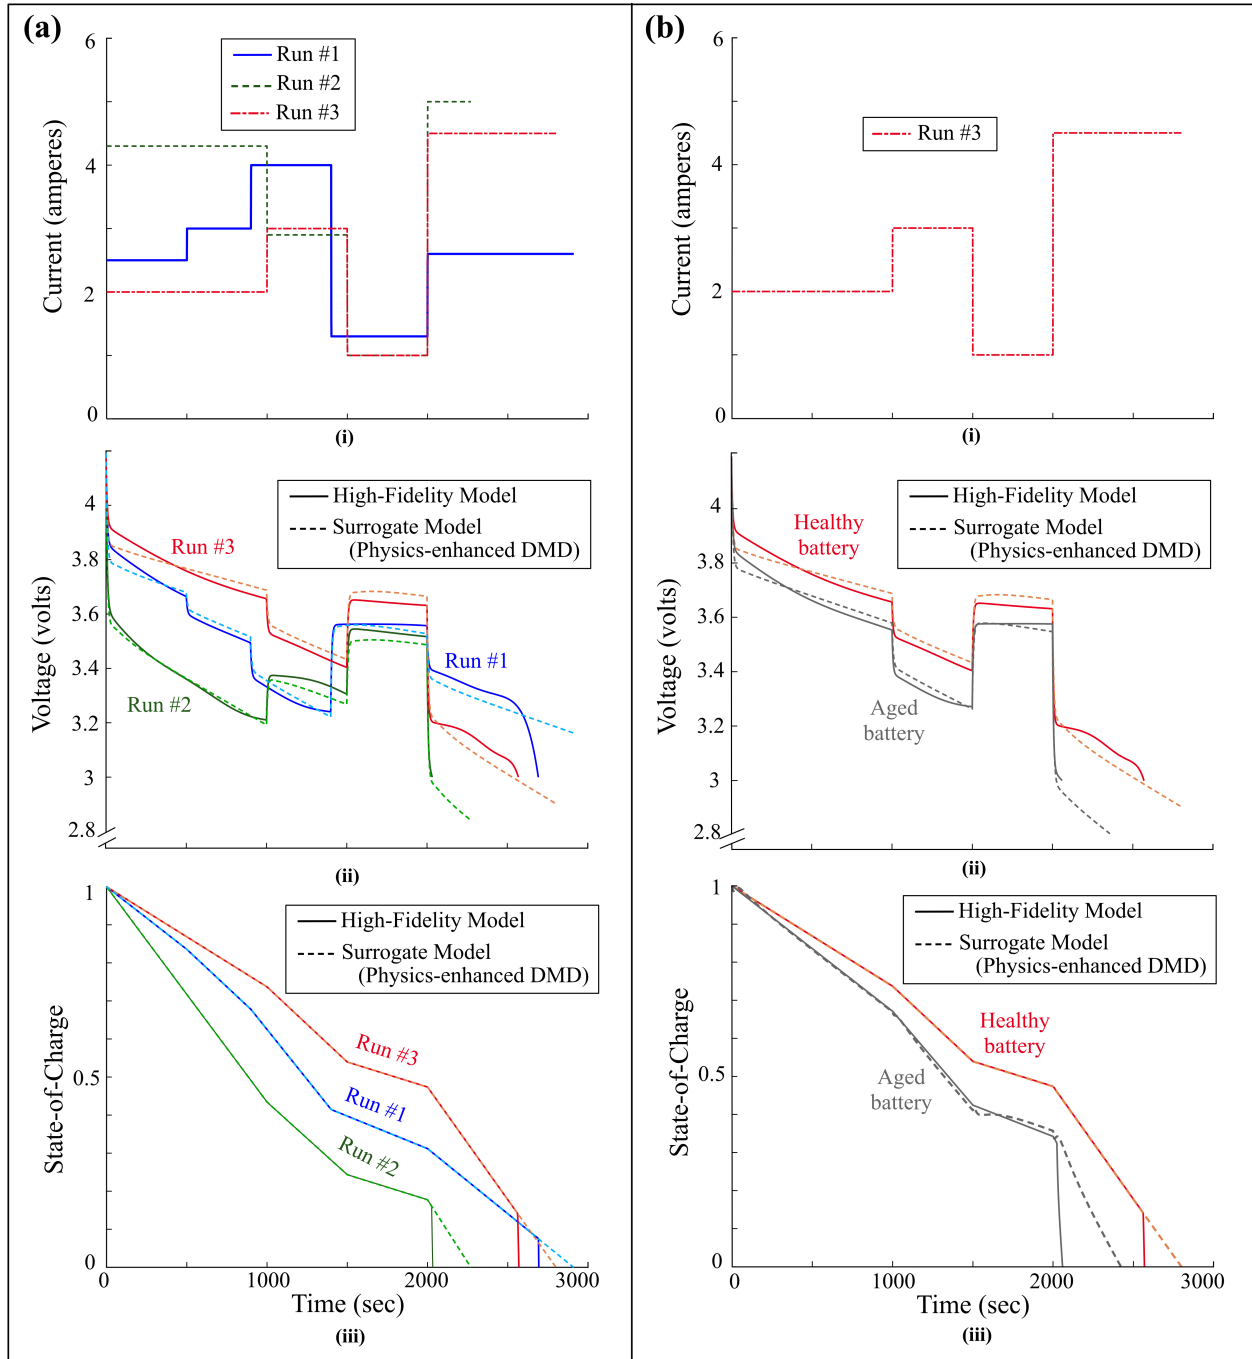 (a)
6
Run #1
Run #2
Run #3
4
2
0
Current (amperes)
(i)
4
3.8
3.6
3.4
3.2
3
2.8
Voltage (volts)
High-Fidelity Model
Surrogate Model
(Physics-enhanced DMD)
Run #3
Run #1
Run #2
(ii)
1
0.5
0
State-of-Charge
High-Fidelity Model
Surrogate Model
(Physics-enhanced DMD)
Run #3
Run #1
Run #2
0
1000
2000
3000
Time (sec)
(iii)
(b)
6
Run #3
4
2
0
Current (amperes)
(i)
4
3.8
3.6
3.4
3.2
3
2.8
Voltage (volts)
High-Fidelity Model
Surrogate Model
(Physics-enhanced DMD)
Healthy
battery
Aged
battery
(ii)
1
0.5
0
State-of-Charge
High-Fidelity Model
Surrogate Model
(Physics-enhanced DMD)
Healthy
battery
Aged
battery
0
1000
2000
3000
Time (sec)
(iii)